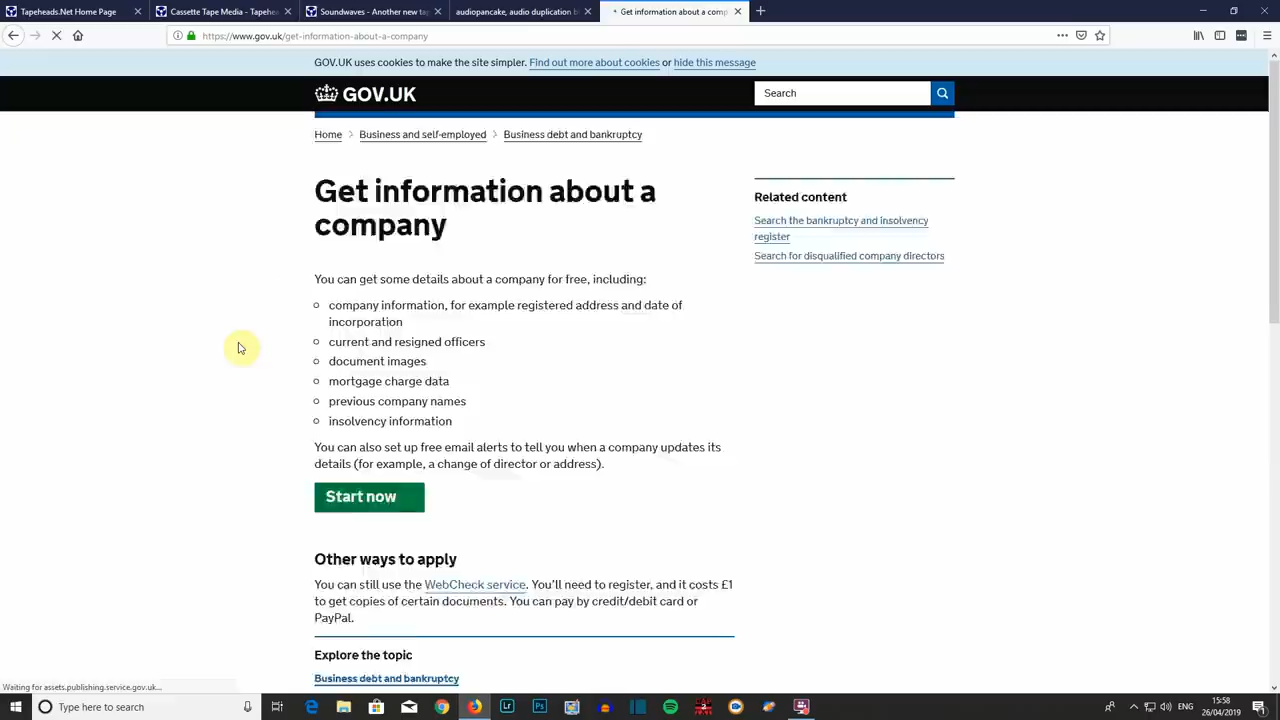 Tapeheads.Net Home Page
Cassette Tape Media - Tapehea
Soundwaves - Another new tap
audiopancake, audio duplication b
Get information about a comp
https://www.gov.uk/get-information-about-a-company
GOV.UK uses cookies to make the site simpler. Find out more about cookies or hide this message
GOV.UK
Search
Home > Business and self-employed > Business debt and bankruptcy
Get information about a
company
You can get some details about a company for free, including:
company information, for example registered address and date of
incorporation
current and resigned officers
document images
mortgage charge data
previous company names
insolvency information
You can also set up free email alerts to tell you when a company updates its
details (for example, a change of director or address).
Start now
Other ways to apply
You can still use the WebCheck service. You'll need to register, and it costs £1
to get copies of certain documents. You can pay by credit/debit card or
PayPal.
Explore the topic
Business debt and bankruptcy
Related content
Search the bankruptcy and insolvency
register
Search for disqualified company directors
Waiting for assets.publishing.service.gov.uk...
Type here to search
Lr
Ps
ENG
15:58
26/04/2019